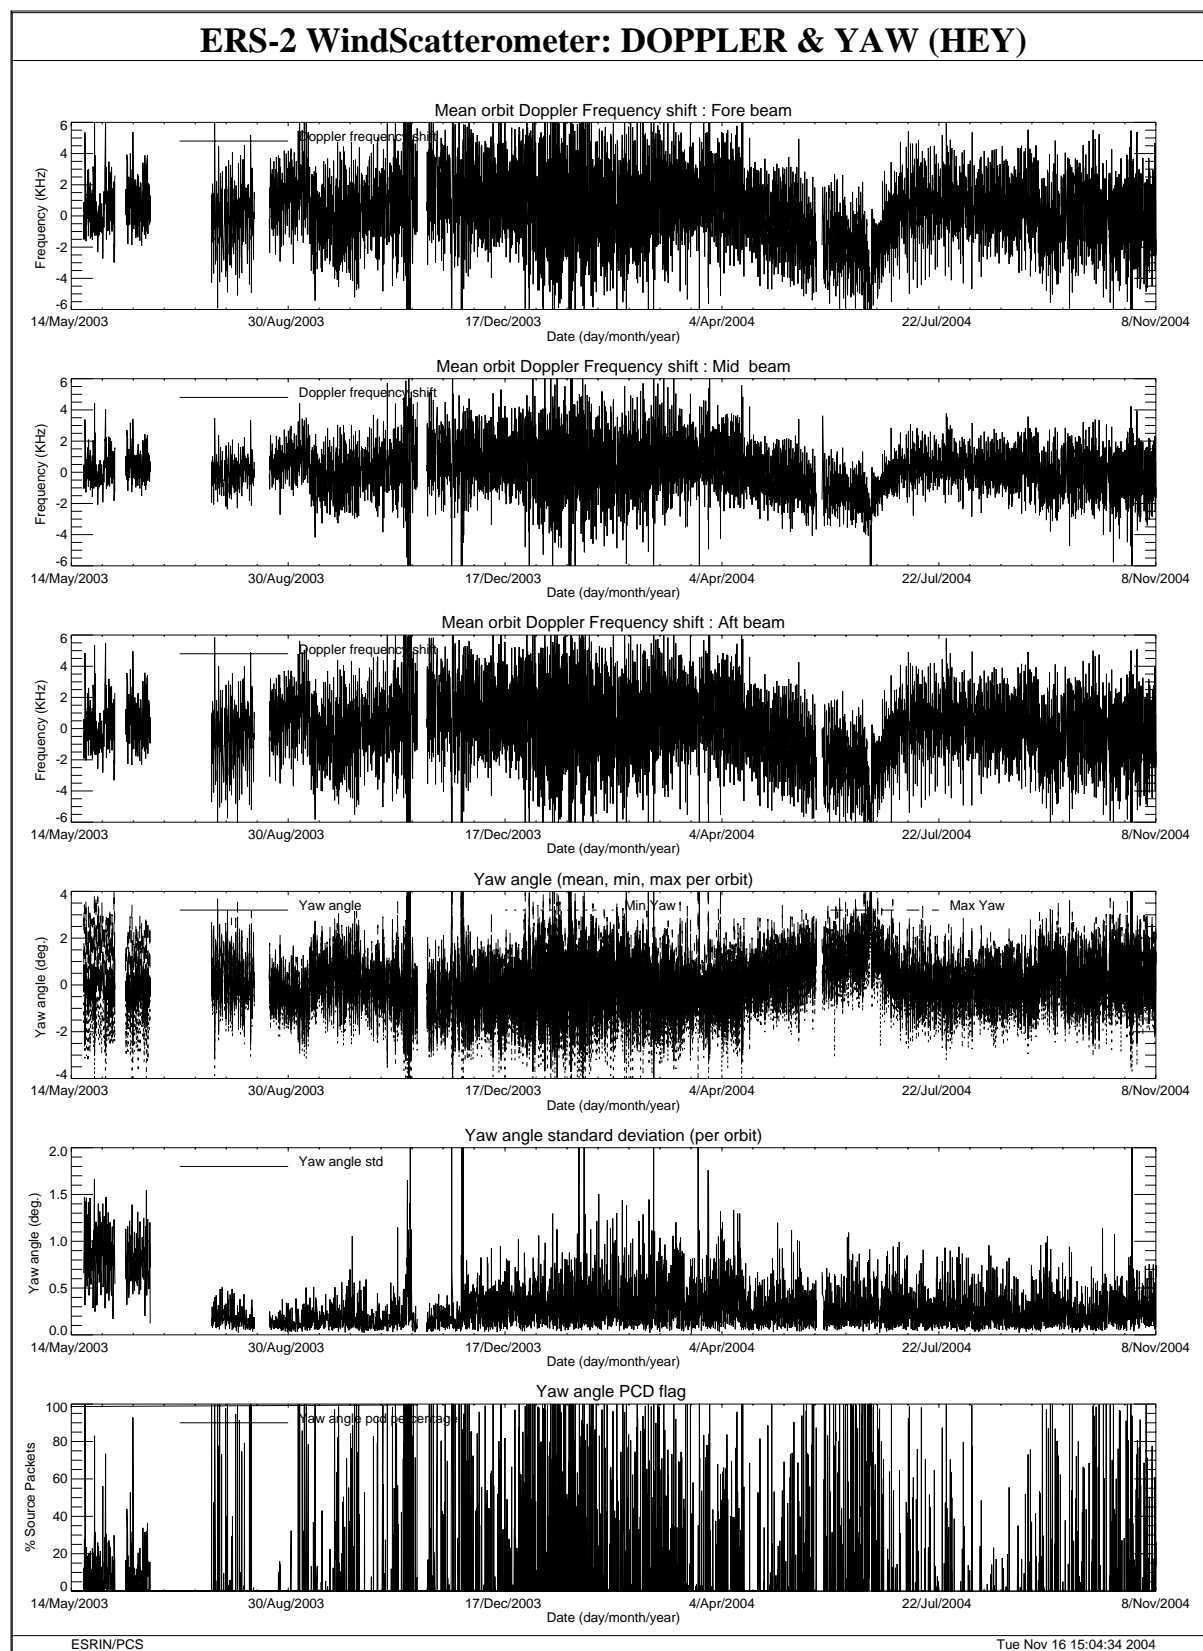 ERS-2 WindScatterometer: DOPPLER & YAW (HEY)
Mean orbit Doppler Frequency shift : Fore beam
Doppler frequency shift
Frequency (KHz)
6
4
2
0
-2
-4
-6
14/May/2003 30/Aug/2003 17/Dec/2003 4/Apr/2004 22/Jul/2004 8/Nov/2004
Date (day/month/year)
Mean orbit Doppler Frequency shift : Mid beam
Doppler frequency shift
Frequency (KHz)
6
4
2
0
-2
-4
-6
14/May/2003 30/Aug/2003 17/Dec/2003 4/Apr/2004 22/Jul/2004 8/Nov/2004
Date (day/month/year)
Mean orbit Doppler Frequency shift : Aft beam
Doppler frequency shift
Frequency (KHz)
6
4
2
0
-2
-4
-6
14/May/2003 30/Aug/2003 17/Dec/2003 4/Apr/2004 22/Jul/2004 8/Nov/2004
Date (day/month/year)
Yaw angle (mean, min, max per orbit)
Yaw angle Min Yaw Max Yaw
Yaw angle (deg.)
4
2
0
-2
-4
14/May/2003 30/Aug/2003 17/Dec/2003 4/Apr/2004 22/Jul/2004 8/Nov/2004
Date (day/month/year)
Yaw angle standard deviation (per orbit)
Yaw angle std
Yaw angle (deg.)
2.0
1.5
1.0
0.5
0.0
14/May/2003 30/Aug/2003 17/Dec/2003 4/Apr/2004 22/Jul/2004 8/Nov/2004
Date (day/month/year)
Yaw angle PCD flag
Yaw angle pcd percentage
% Source Packets
100
80
60
40
20
0
14/May/2003 30/Aug/2003 17/Dec/2003 4/Apr/2004 22/Jul/2004 8/Nov/2004
Date (day/month/year)
ESRIN/PCS Tue Nov 16 15:04:34 2004